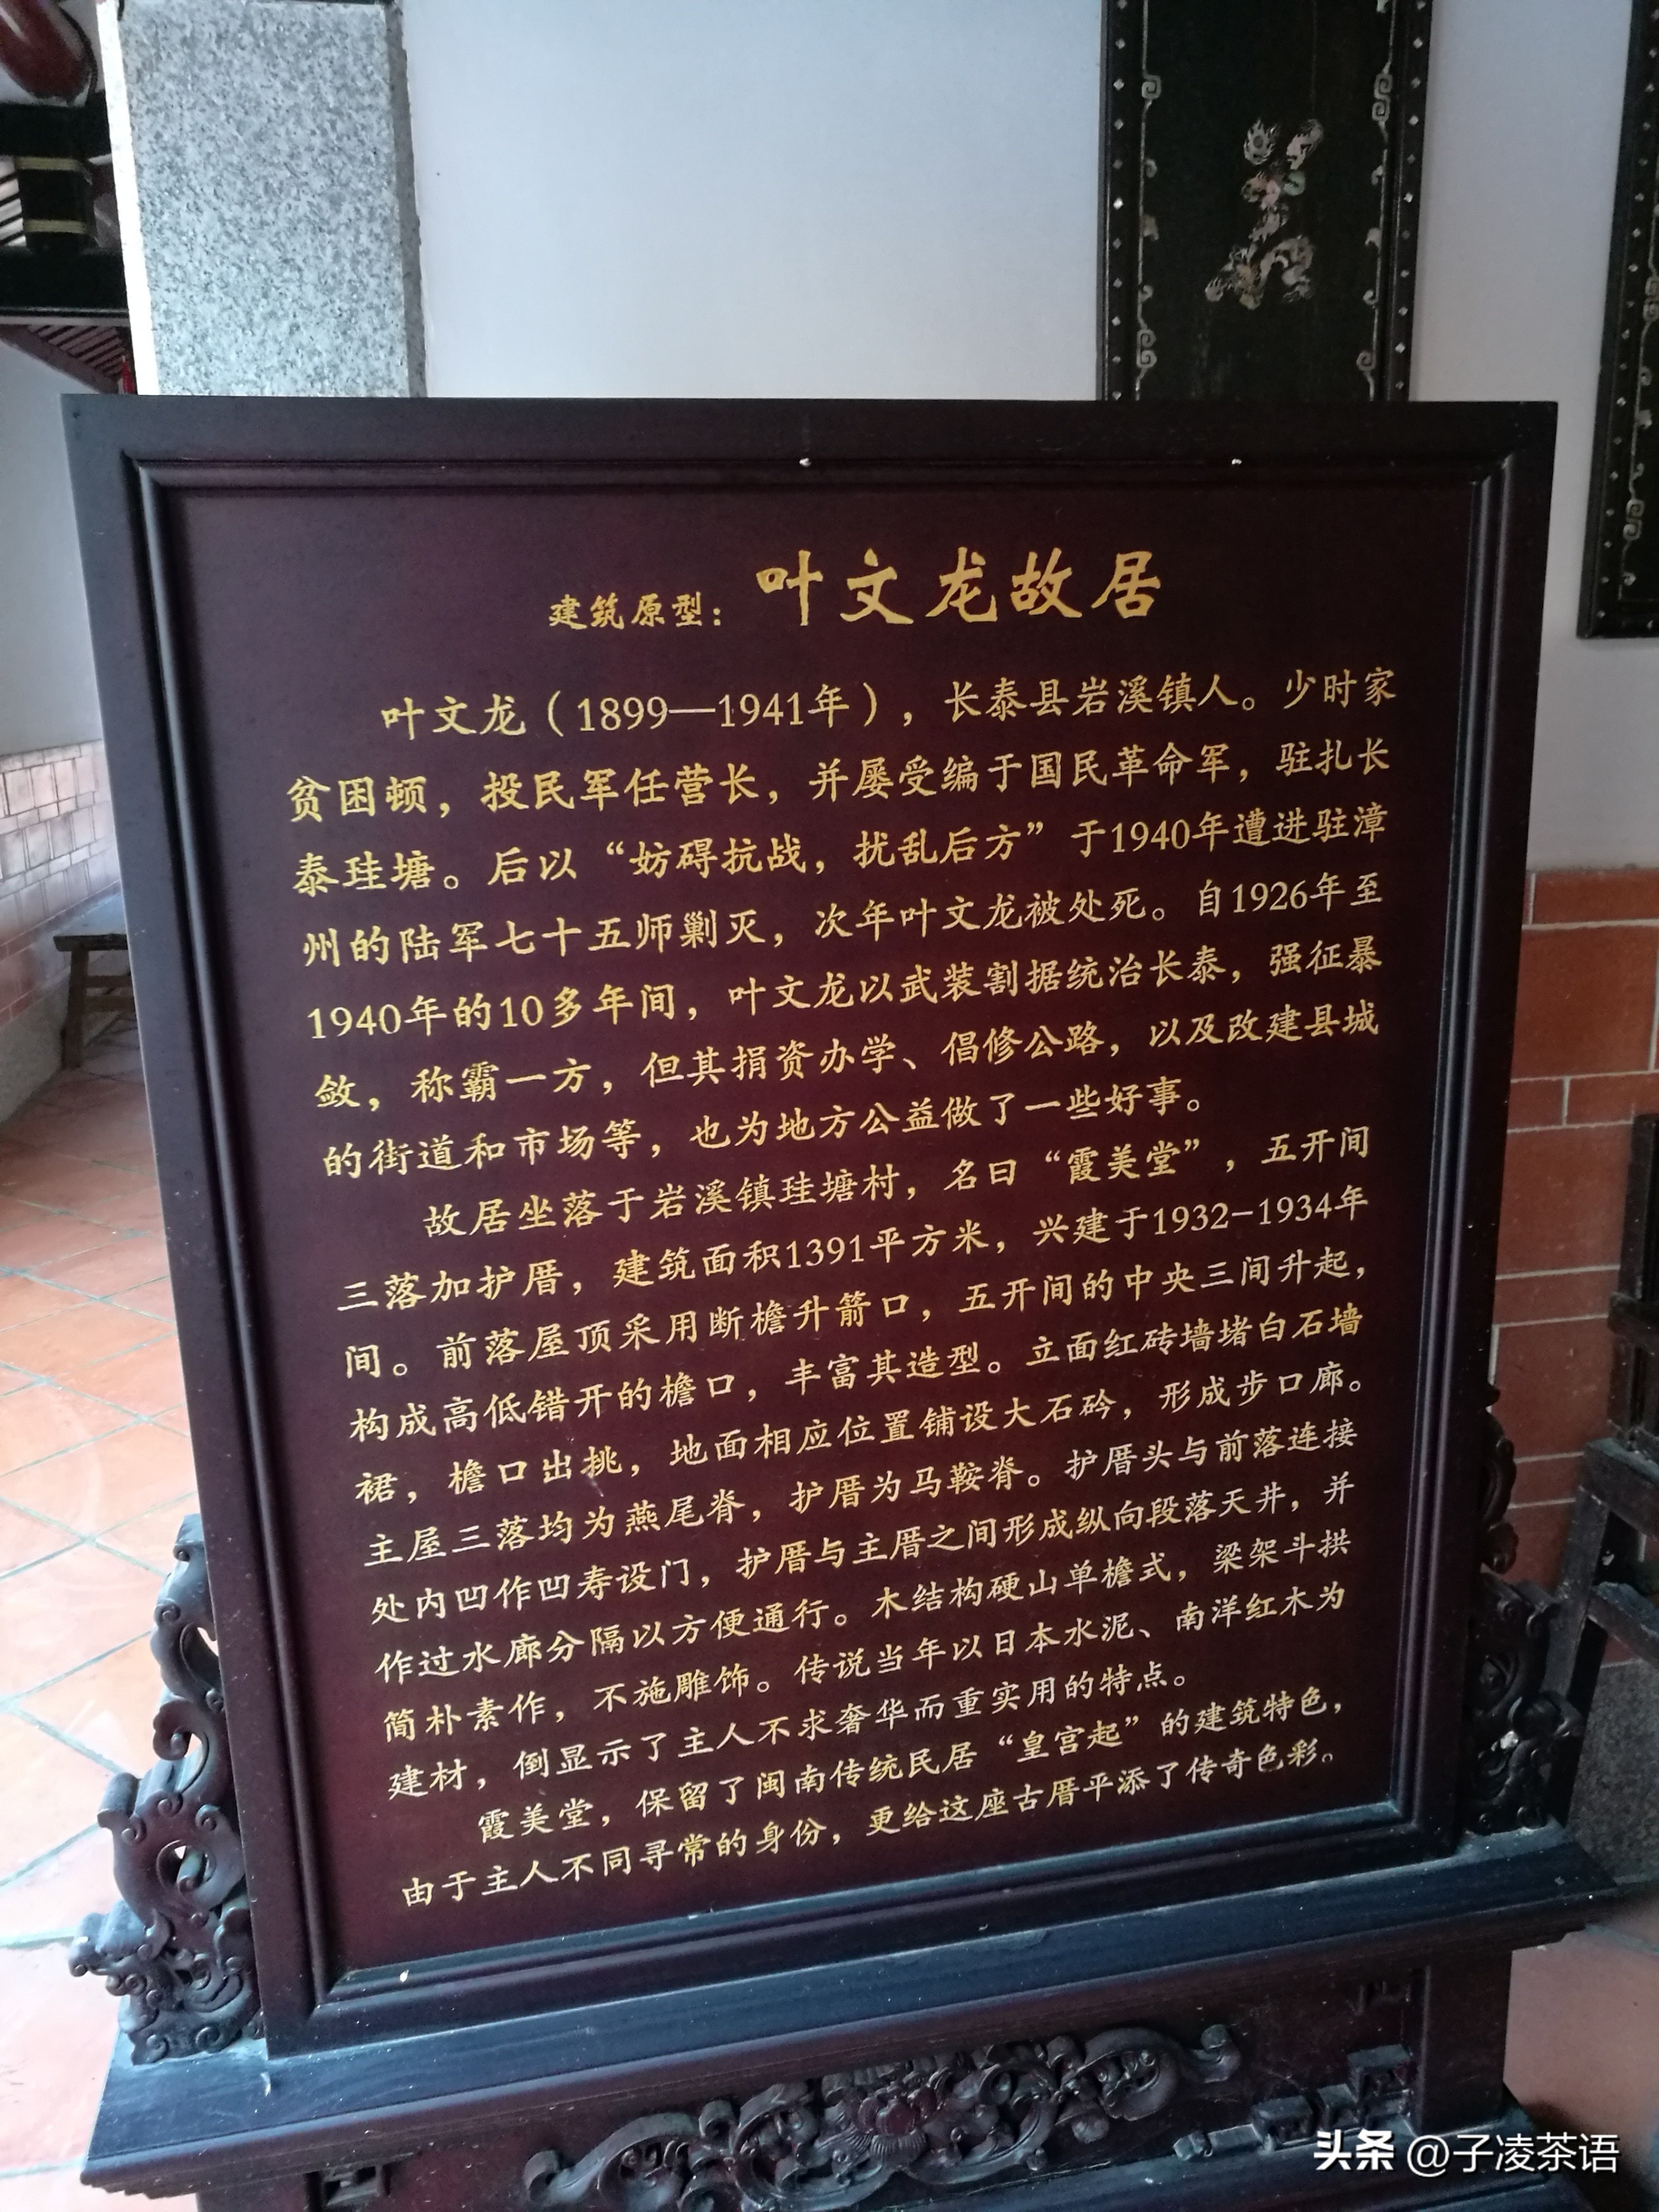 建筑原型：叶文龙故居
叶文龙（1899—1941年），长泰县岩溪镇人。少时家
贫困顿，投民军任营长，并屡受编于国民革命军，驻扎长
泰珪塘。后以“妨碍抗战，扰乱后方”于1940年遭进驻漳
州的陆军七十五师剿灭，次年叶文龙被处死。自1926年至
1940年的10多年间，叶文龙以武装割据统治长泰，强征暴
敛，称霸一方，但其捐资办学、倡修公路，以及改建县城
的街道和市场等，也为地方公益做了一些好事。
故居坐落于岩溪镇珪塘村，名曰“霞美堂”，五开间
三落加护厝，建筑面积1391平方米，兴建于1932-1934年
间。前落屋顶采用断檐升箭口，五开间的中央三间升起，
构成高低错开的檐口，丰富其造型。立面红砖墙堵白石墙
裙，檐口出挑，地面相应位置铺设大石砛，形成步口廊。
主屋三落均为燕尾脊，护厝为马鞍脊。护厝头与前落连接
处内凹作凹寿设门，护厝与主厝之间形成纵向段落天井，并
作过水廊分隔以方便通行。木结构硬山单檐式，梁架斗拱
简朴素作，不施雕饰。传说当年以日本水泥、南洋红木为
建材，倒显示了主人不求奢华而重实用的特点。
霞美堂，保留了闽南传统民居“皇宫起”的建筑特色，
由于主人不同寻常的身份，更给这座古厝平添了传奇色彩。
头条 @子凌茶语